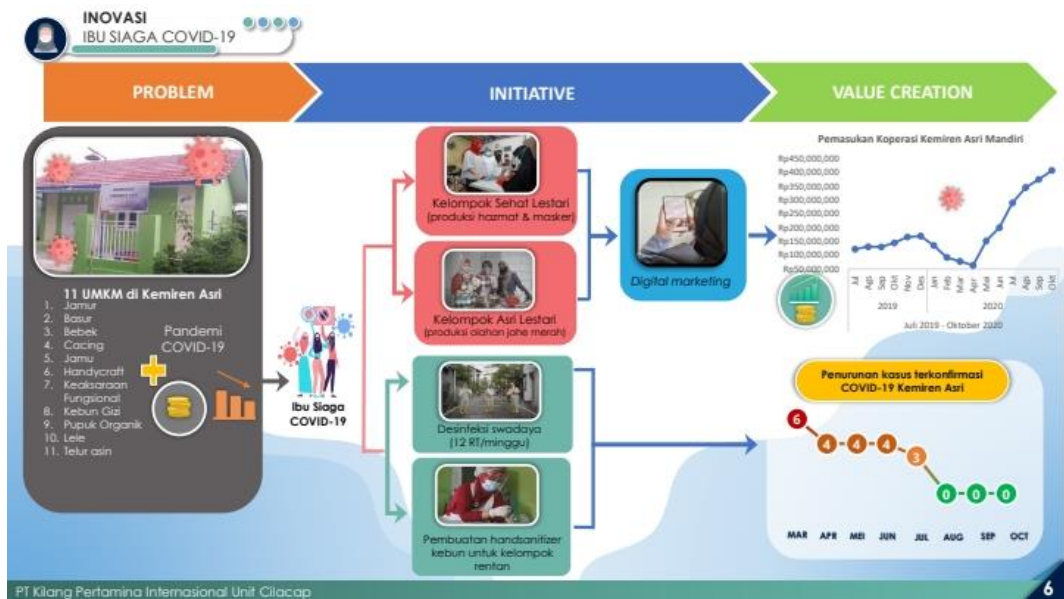 INOVASI
IBU SIAGA COVID-19
PROBLEM
INITIATIVE
VALUE CREATION
11 UMKM di Kemiren Asri
1. Jamur
2. Basur
3. Bebek
4. Cacing
5. Jamu
6. Handycraft
7. Keaksaraan
Fungsional
8. Kebun Gizi
9. Pupuk Organik
10. Lele
11. Telur asin
Pandemi
COVID-19
Ibu Siaga
COVID-19
Kelompok Sehat Lestari
(produksi hazmat & masker)
Kelompok Asri Lestari
(produksi olahan jahe merah)
Desinfeksi swadaya
(12 RT/minggu)
Pembuatan handsanitizer
kebun untuk kelompok
rentan
Digital marketing
Pemasukan Koperasi Kemiren Asri Mandiri
Rp450,000,000
Rp400,000,000
Rp350,000,000
Rp300,000,000
Rp250,000,000
Rp200,000,000
Rp150,000,000
Rp100,000,000
Rp50,000,000
Jul Ags Sep Okt Nov Des Jan Feb Mar Apr Mei Jun Jul Ags Sep Okt
2019 2020
Juli 2019 - Oktober 2020
Penurunan kasus terkonfirmasi
COVID-19 Kemiren Asri
6 4 4 4 3 0 0 0
MAR APR MEI JUN JUL AUG SEP OCT
PT Kilang Pertamina Internasional Unit Cilacap
6